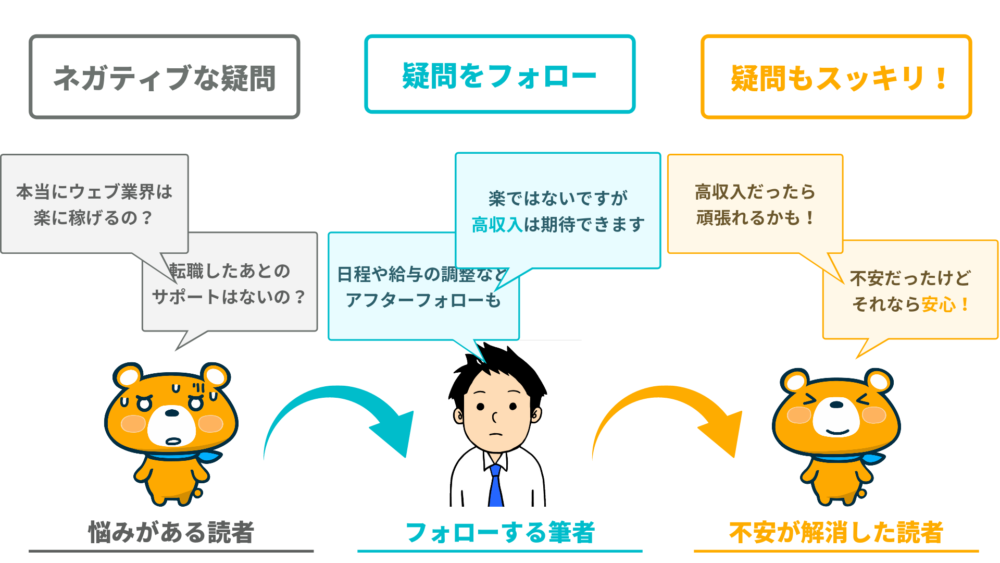 ネガティブな疑問
疑問をフォロー
疑問もスッキリ！
本当にウェブ業界は
楽に稼げるの？
転職したあとの
サポートはないの？
楽ではないですが
高収入は期待できます
日程や給与の調整など
アフターフォローも
高収入だったら
頑張れるかも！
不安だったけど
それなら安心！
悩みがある読者
フォローする筆者
不安が解消した読者